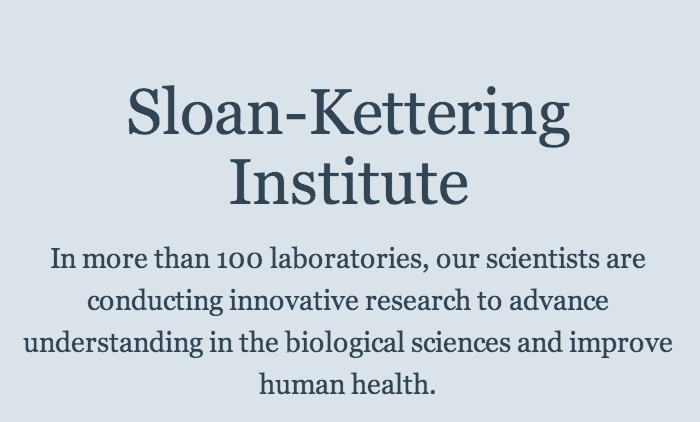 Sloan-Kettering
Institute
In more than 100 laboratories, our scientists are
conducting innovative research to advance
understanding in the biological sciences and improve
human health.